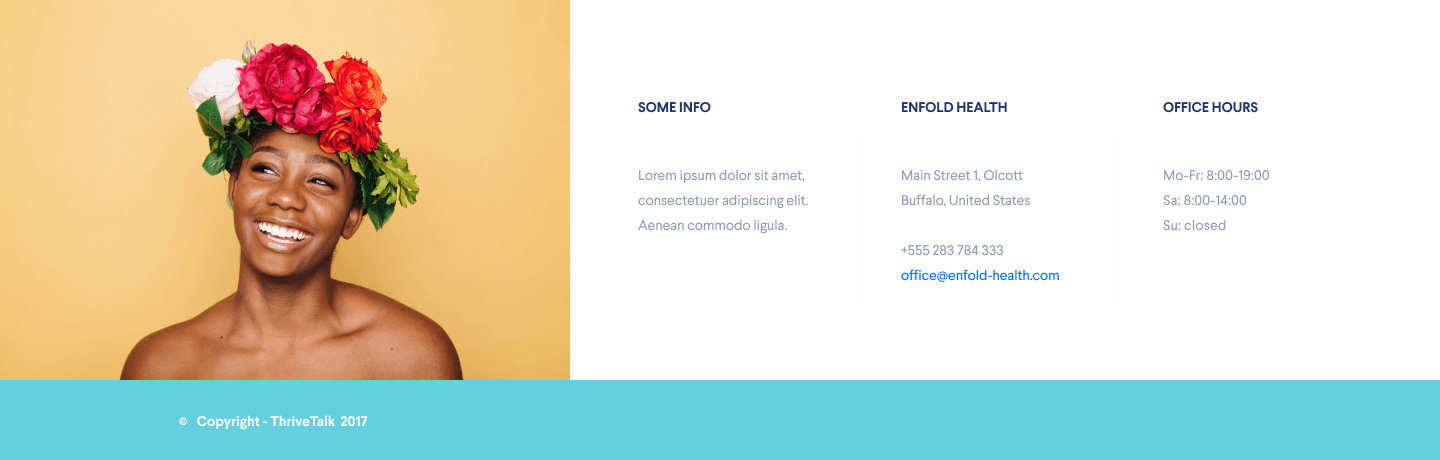 SOME INFO
Lorem ipsum dolor sit amet,
consectetuer adipiscing elit.
Aenean commodo ligula.
ENFOLD HEALTH
Main Street 1, Olcott
Buffalo, United States
+555 283 784 333
office@enfold-health.com
OFFICE HOURS
Mo-Fr: 8:00-19:00
Sa: 8:00-14:00
Su: closed
© Copyright - ThriveTalk 2017